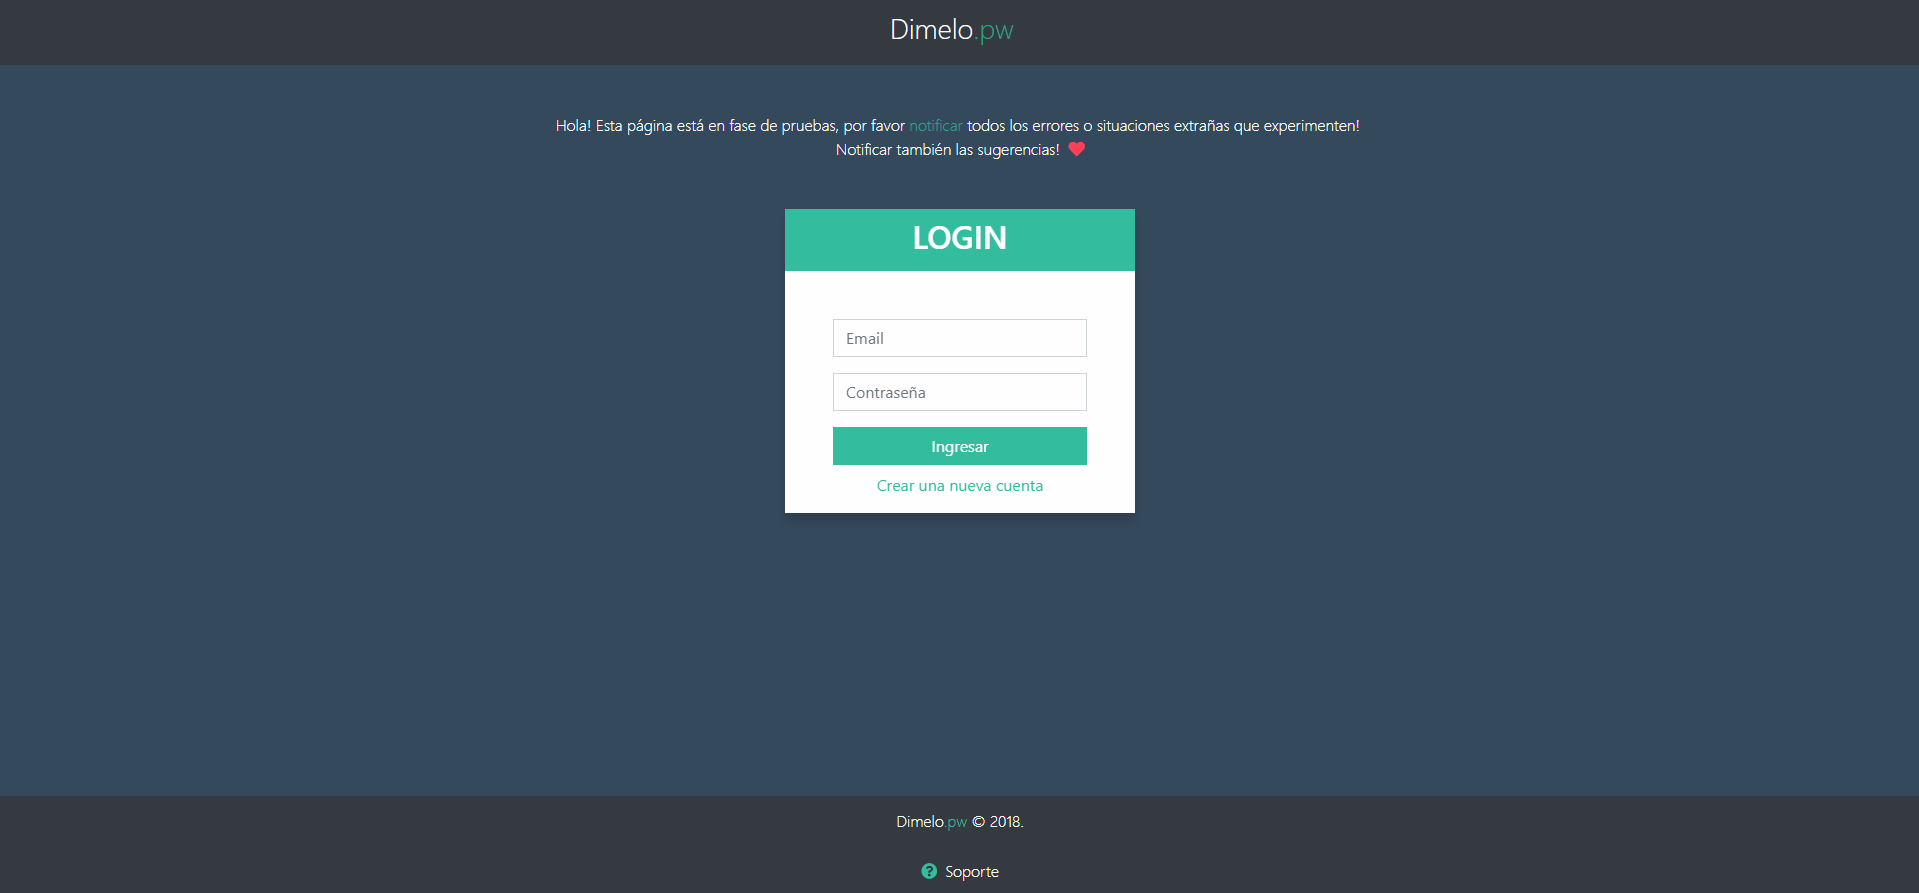 Dimelo.pw
Hola! Esta página está en fase de pruebas, por favor notificar todos los errores o situaciones extrañas que experimenten!
Notificar también las sugerencias!
LOGIN
Email
Contraseña
Ingresar
Crear una nueva cuenta
Dimelo.pw © 2018.
Soporte